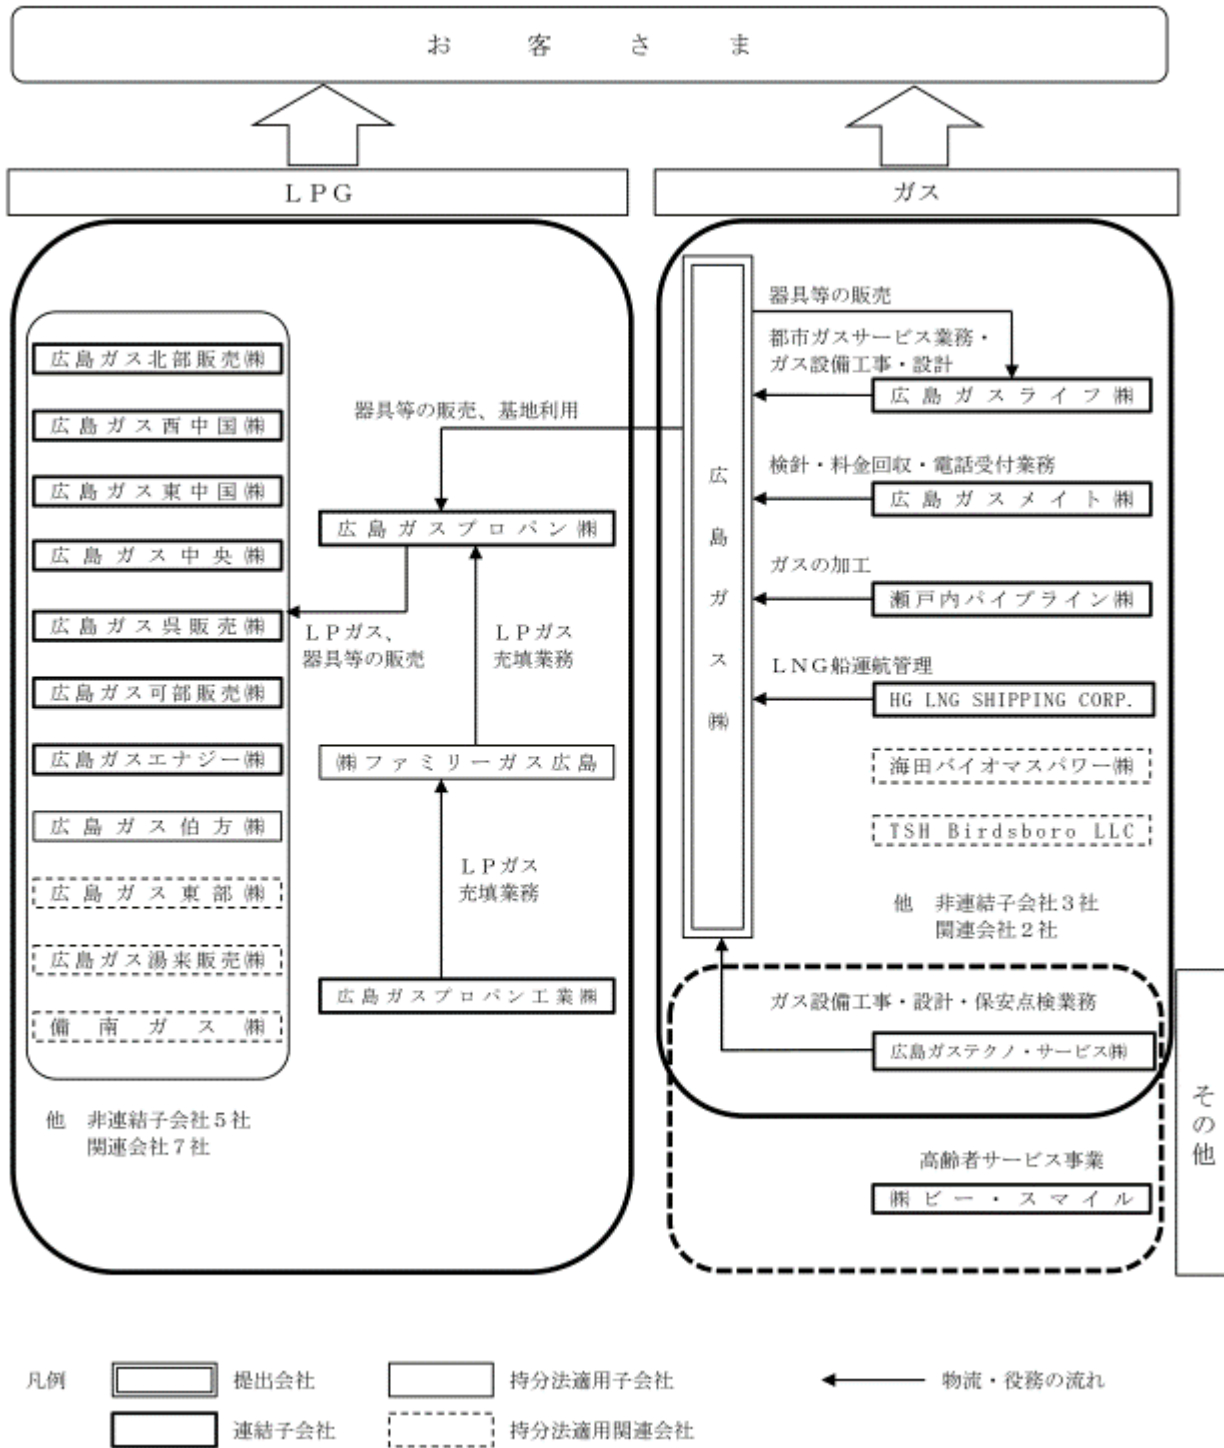 お客さま
ＬＰＧ
ガス
広島ガス北部販売㈱
広島ガス西中国㈱
広島ガス東中国㈱
広島ガス中央㈱
広島ガス呉販売㈱
広島ガス可部販売㈱
広島ガスエナジー㈱
広島ガス伯方㈱
広島ガス東部㈱
広島ガス湯来販売㈱
備南ガス㈱
他　非連結子会社５社
関連会社７社
器具等の販売、基地利用
広島ガスプロパン㈱
ＬＰガス、
器具等の販売
ＬＰガス
充填業務
㈱ファミリーガス広島
ＬＰガス
充填業務
広島ガスプロパン工業㈱
広島ガス㈱
器具等の販売
都市ガスサービス業務・
ガス設備工事・設計
広島ガスライフ㈱
検針・料金回収・電話受付業務
広島ガスメイト㈱
ガスの加工
瀬戸内パイプライン㈱
ＬＮＧ船運航管理
HG LNG SHIPPING CORP.
海田バイオマスパワー㈱
TSH Birdsboro LLC
他　非連結子会社３社
関連会社２社
ガス設備工事・設計・保安点検業務
広島ガステクノ・サービス㈱
その他
高齢者サービス事業
㈱ビー・スマイル
凡例
提出会社
持分法適用子会社
物流・役務の流れ
連結子会社
持分法適用関連会社